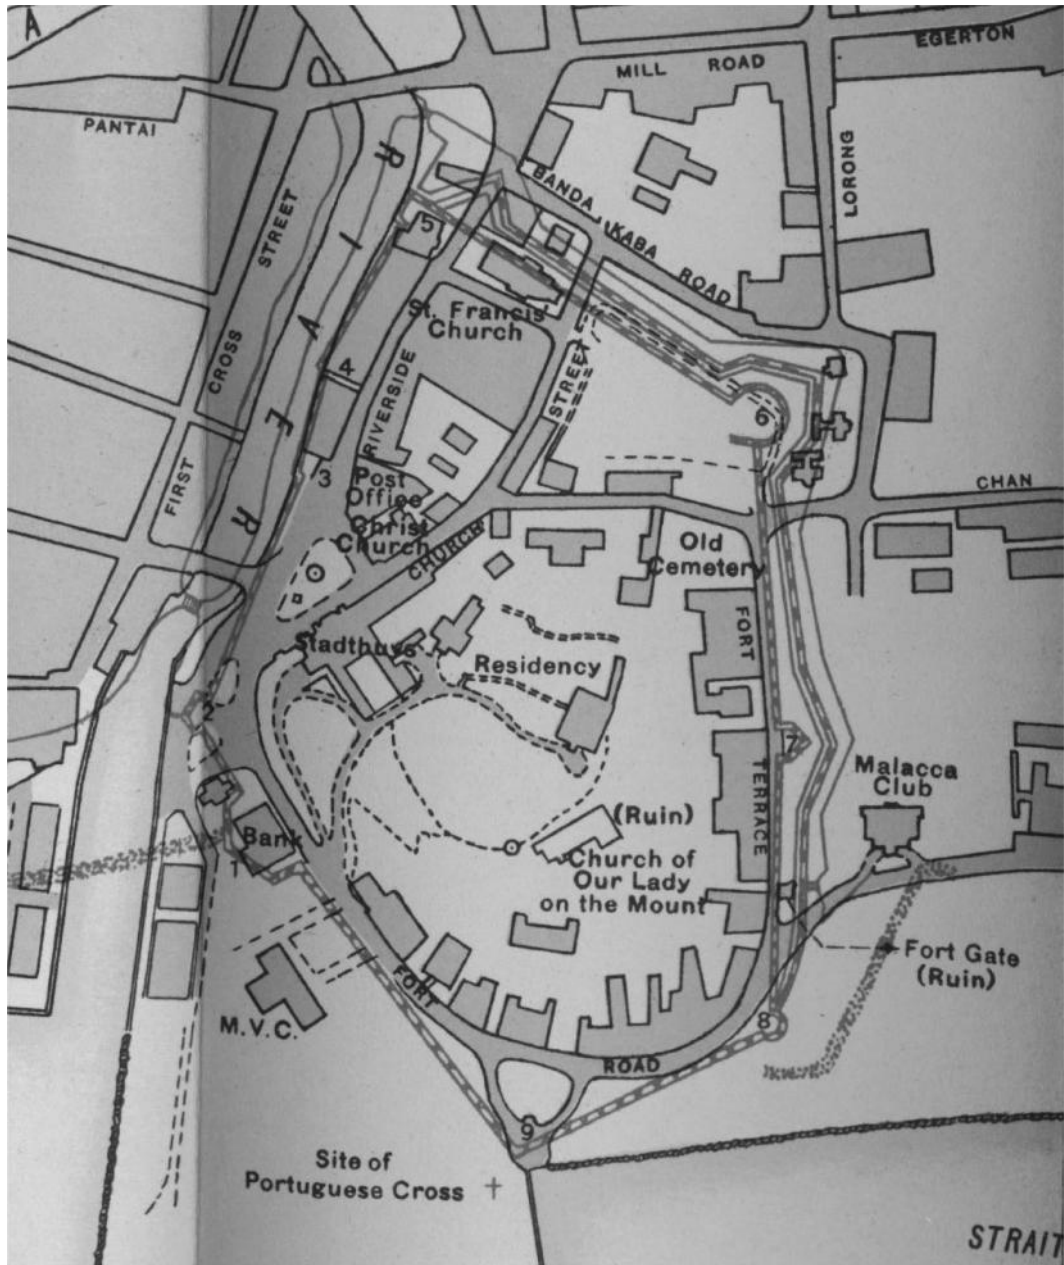 A
EGERTON
MILL ROAD
PANTAI
LORONG
BANDA KABA ROAD
RIVER
FIRST CROSS STREET
5
St. Francis'
Church
4
RIVERSIDE
STREET
6
3
Post
Office
CHAN
Christ
Church
CHURCH
Old
Cemetery
FORT
Stadthuys
Residency
2
7
TERRACE
Malacca
Club
(Ruin)
Bank
1
Church of
Our Lady
on the Mount
Fort Gate
(Ruin)
FORT
M.V.C.
8
ROAD
9
Site of
Portuguese Cross
STRAIT